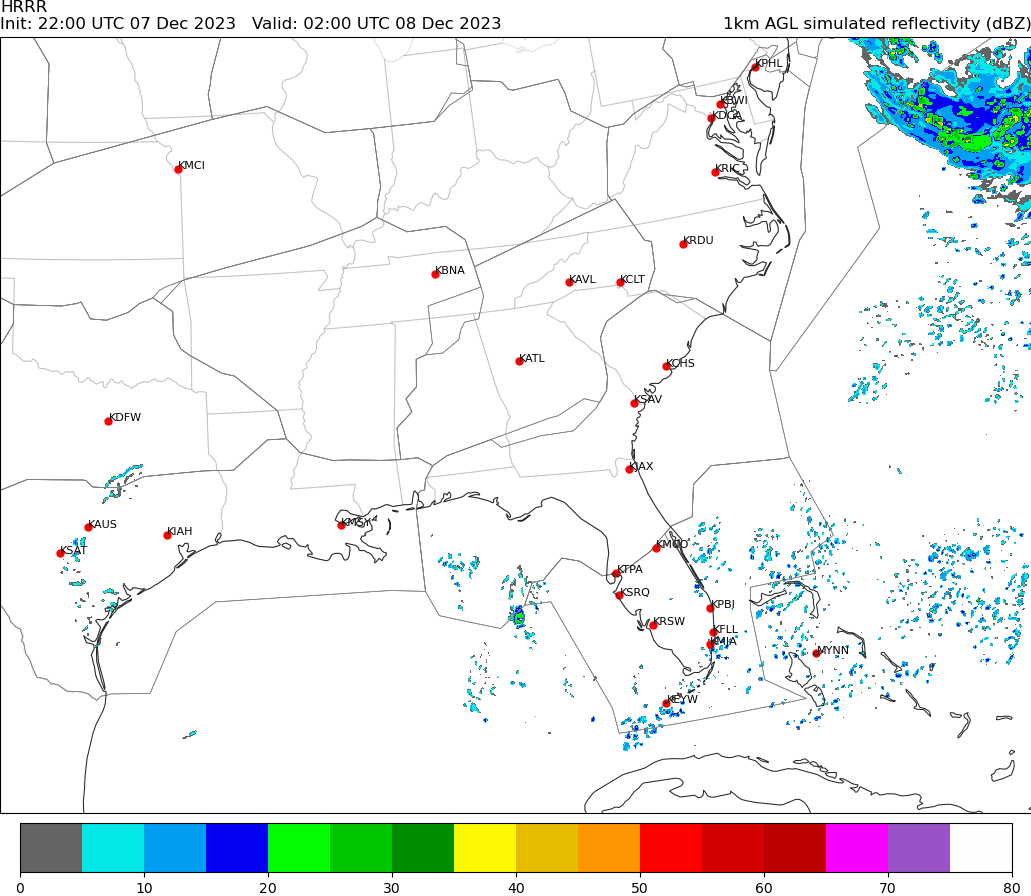 HRRR
Init: 22:00 UTC 07 Dec 2023   Valid: 02:00 UTC 08 Dec 2023   1km AGL simulated reflectivity (dBZ)
KPHL
KBWI
KDCA
KMCI
KRIC
KRDU
KBNA
KAVL
KCLT
KATL
KCHS
KSAV
KDFW
KJAX
KMSY
KAUS
KIAH
KSAT
KMCO
KTPA
KSRQ
KPBI
KRSW
KFLL
KMIA
MYNN
KEYW
0 10 20 30 40 50 60 70 80